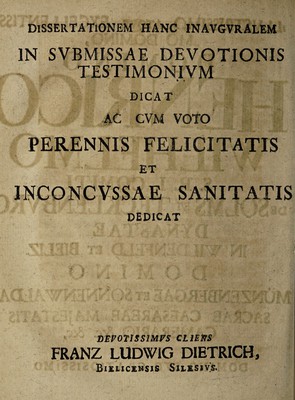 DISSERTATIONEM HANC INAVGVRALEM
IN SVBMISSAE DEVOTIONIS
TESTIMONIVM
DICAT
AC CVM VOTO
PERENNIS FELICITATIS
ET
INCONCVSSAE SANITATIS
DEDICAT
DEVOTISSIMVS CLIENS
FRANZ LUDWIG DIETRICH,
BIELICENSIS SILESIVS.